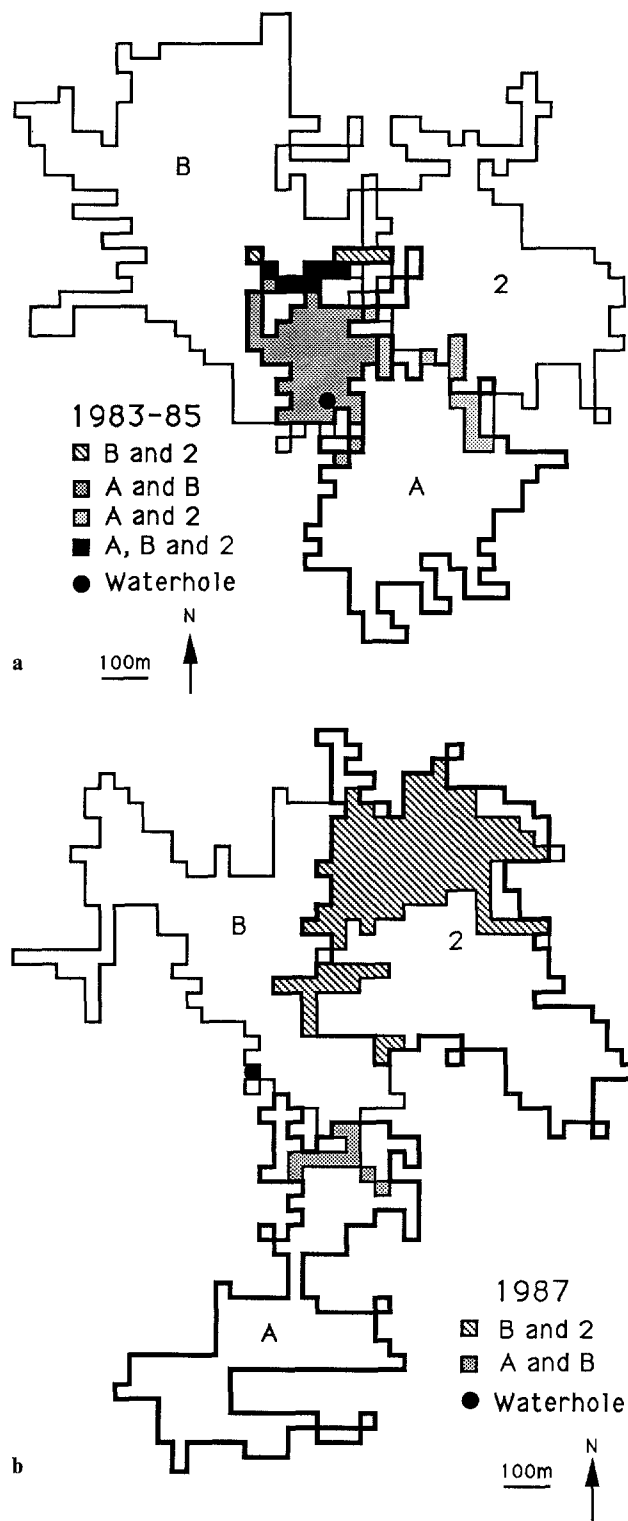 B
2
1983-85
B and 2
A and B
A and 2
A, B and 2
Waterhole
A
N
a
100m
B
2
1987
B and 2
A and B
Waterhole
A
N
b
100m